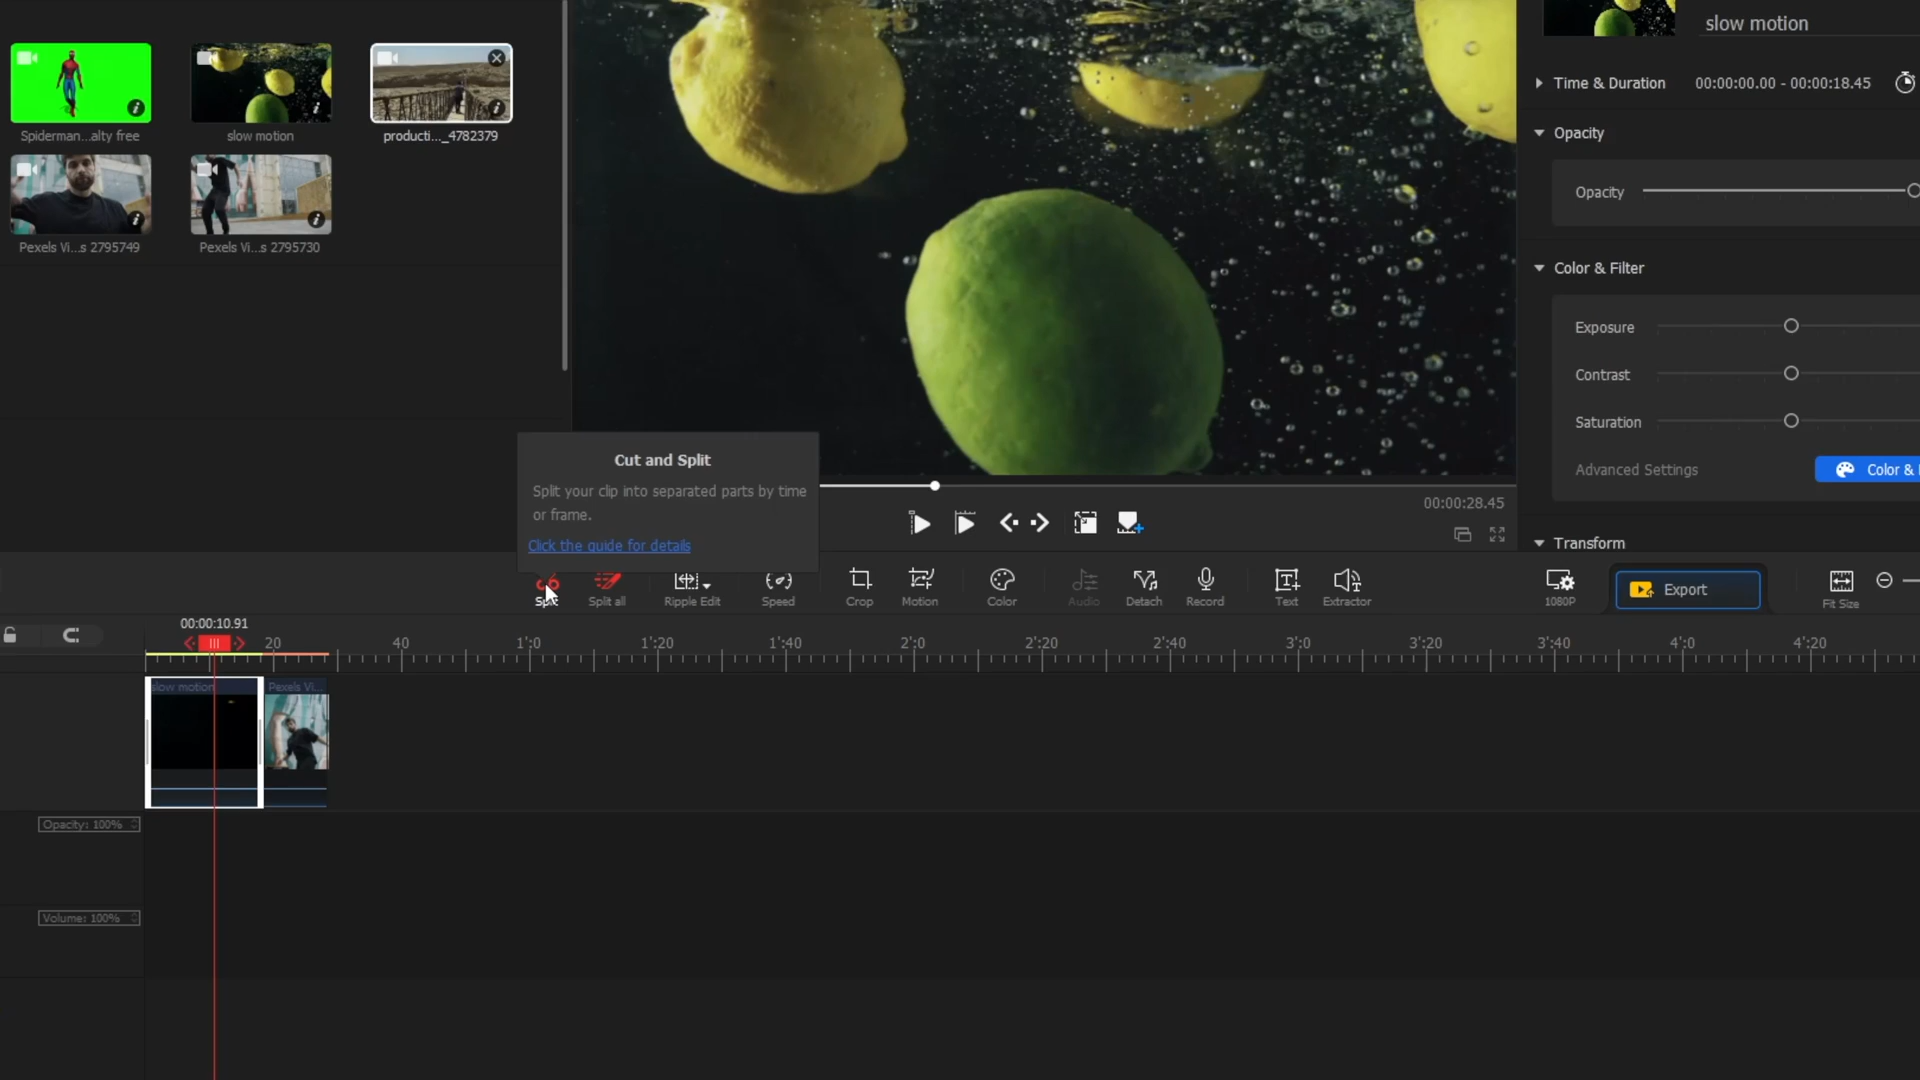 slow motion
Spiderman...alty free
slow motion
producti..._4782379
Time & Duration 00:00:00.00 - 00:00:18.45
Opacity
Opacity
Pexels Vi...s 2795749
Pexels Vi...s 2795730
Color & Filter
Exposure
Contrast
Saturation
Advanced Settings
Color &
Cut and Split
Split your clip into separated parts by time
or frame.
Click the guide for details
00:00:28.45
Transform
Split
Split all
Ripple Edit
Speed
Crop
Motion
Color
Audio
Detach
Record
Text
Extractor
1080P
Export
Fit Size
00:00:10.91
20 40 1':0 1':20 1':40 2':0 2':20 2':40 3':0 3':20 3':40 4':0 4':20
slow motion
Pexels Vi...
Opacity: 100%
Volume: 100%